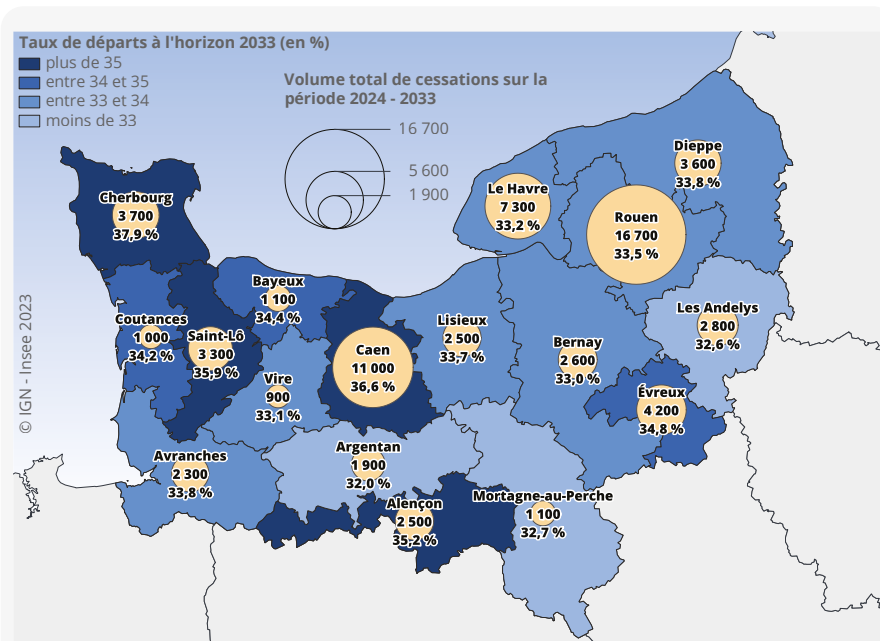 Taux de départs à l'horizon 2033 (en %)
plus de 35
entre 34 et 35
entre 33 et 34
moins de 33
Volume total de cessations sur la
période 2024 - 2033
16 700
5 600
1 900
Dieppe
3 600
33,8 %
Le Havre
7 300
33,2 %
Rouen
16 700
33,5 %
Cherbourg
3 700
37,9 %
Bayeux
1 100
34,4 %
Les Andelys
2 800
32,6 %
Coutances
1 000
34,2 %
Saint-Lô
3 300
35,9 %
Lisieux
2 500
33,7 %
Caen
11 000
36,6 %
Bernay
2 600
33,0 %
Vire
900
33,1 %
Évreux
4 200
34,8 %
Argentan
1 900
32,0 %
Avranches
2 300
33,8 %
Alençon
2 500
35,2 %
Mortagne-au-Perche
1 100
32,7 %
© IGN - Insee 2023